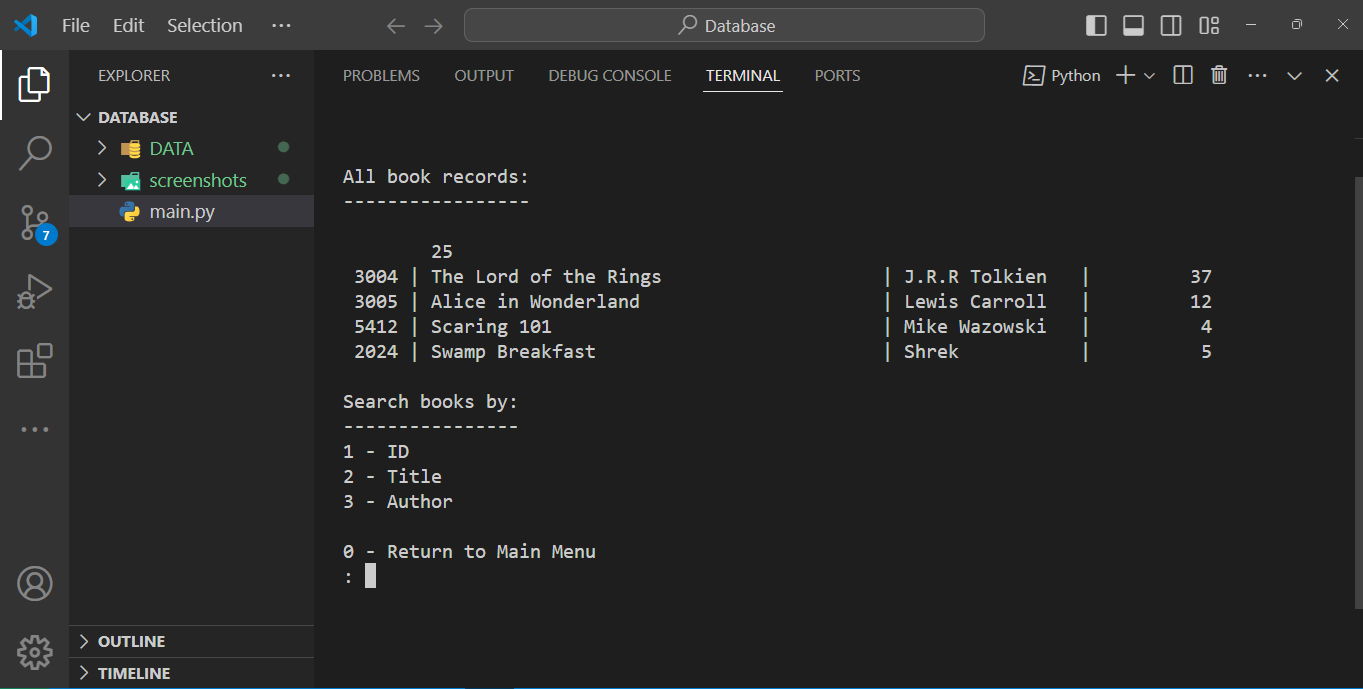 File Edit Selection ··· Database
EXPLORER ···
DATABASE
DATA
screenshots
main.py
7
OUTLINE
TIMELINE
PROBLEMS OUTPUT DEBUG CONSOLE TERMINAL PORTS Python ···
All book records:
-----------------
25
3004 | The Lord of the Rings | J.R.R Tolkien | 37
3005 | Alice in Wonderland | Lewis Carroll | 12
5412 | Scaring 101 | Mike Wazowski | 4
2024 | Swamp Breakfast | Shrek | 5
Search books by:
----------------
1 - ID
2 - Title
3 - Author
0 - Return to Main Menu
: